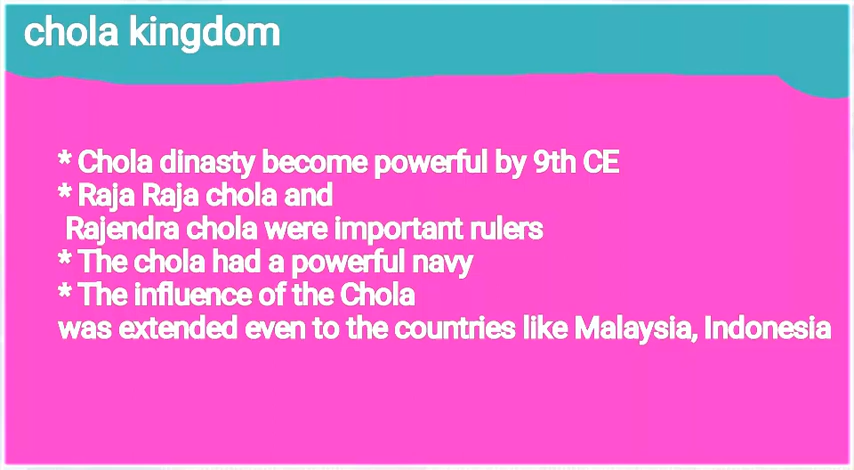 chola kingdom
* Chola dinasty become powerful by 9th CE
* Raja Raja chola and
Rajendra chola were important rulers
* The chola had a powerful navy
* The influence of the Chola
was extended even to the countries like Malaysia, Indonesia